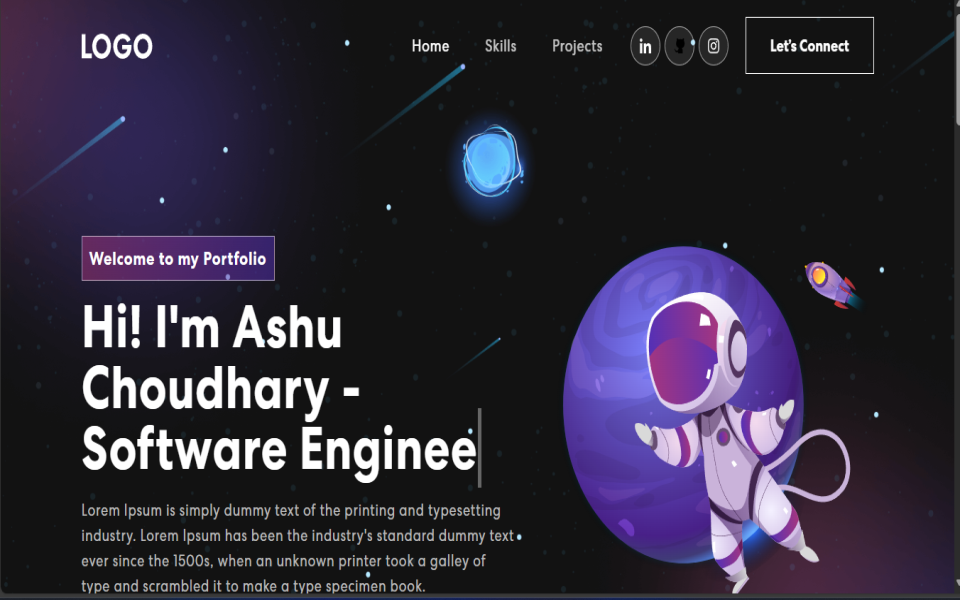 LOGO
Home Skills Projects in Let's Connect
Welcome to my Portfolio
Hi! I'm Ashu
Choudhary -
Software Enginee
Lorem Ipsum is simply dummy text of the printing and typesetting
industry. Lorem Ipsum has been the industry's standard dummy text
ever since the 1500s, when an unknown printer took a galley of
type and scrambled it to make a type specimen book.